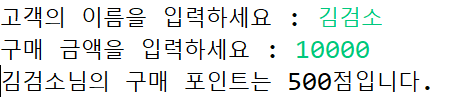 고객의 이름을 입력하세요 : 김검소
구매 금액을 입력하세요 : 10000
김검소님의 구매 포인트는 500점입니다.